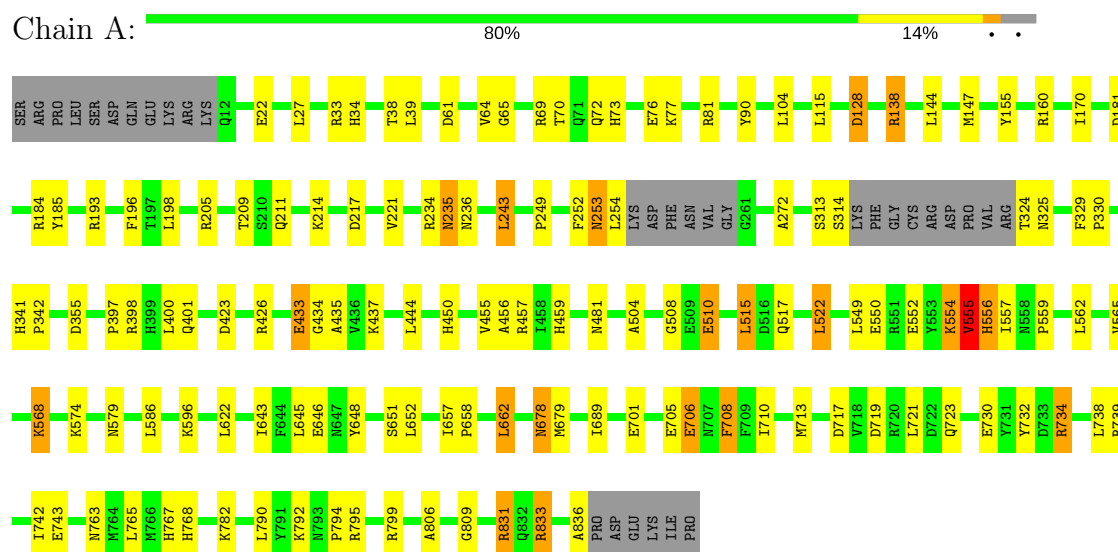 Chain A:
80% 14% • •
SER ARG PRO LEU SER ASP GLN GLU LYS ARG LYS Q12 E22 L27 R33 H34 T38 L39 D61 V64 G65 R69 T70 Q71 Q72 H73 E76 K77 R81 Y90 L104 L115 D128 R138 L144 M147 Y155 R160 I170 D181
R184 Y185 R193 F196 T197 L198 R205 T209 S210 Q211 K214 D217 V221 R234 N235 N236 L243 P249 F252 N253 L254 LYS ASP PHE ASN VAL GLY G261 A272 S313 S314 LYS PHE GLY CYS ARG ASP PRO VAL ARG T324 N325 F329 P330
H341 P342 D355 P397 R398 H399 L400 Q401 D423 R426 E433 G434 A435 V436 K437 L444 H450 V455 A456 R457 I458 H459 N481 A504 G508 E509 E510 L515 D516 Q517 L522 L549 E550 R551 E552 Y553 K554 V555 H556 I557 N558 P559 L562
K568 K574 N579 L586 K596 L622 I643 F644 L645 E646 N647 Y648 S651 L652 I657 P658 L662 N678 M679 I689 E701 E705 E706 N707 F708 F709 I710 M713 D717 V718 D719 R720 L721 D722 Q723 E730 Y731 Y732 D733 R734 L738
I742 E743 N763 M764 L765 M766 H767 H768 K782 L790 Y791 K792 N793 P794 R795 R799 A806 G809 R831 Q832 R833 A836 PRO ASP GLU LYS ILE PRO